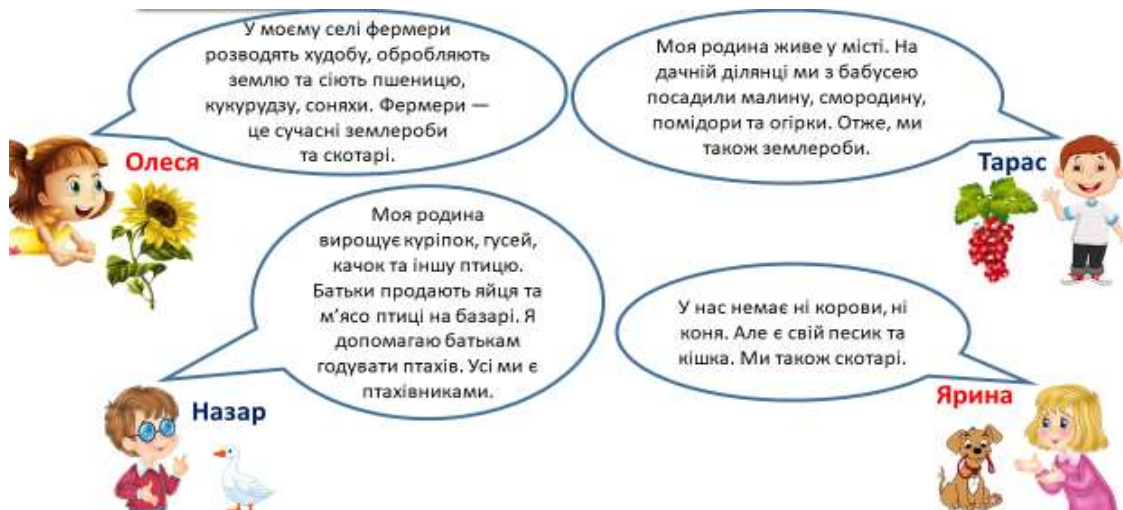 У моєму селі фермери
розводять худобу, обробляють
землю та сіють пшеницю,
кукурудзу, соняхи. Фермери —
це сучасні землероби
та скотарі.
Олеся
Моя родина живе у місті. На
дачній ділянці ми з бабусею
посадили малину, смородину,
помідори та огірки. Отже, ми
також землероби.
Тарас
Моя родина
вирощує куріпок, гусей,
качок та іншу птицю.
Батьки продають яйця та
м’ясо птиці на базарі. Я
допомагаю батькам
годувати птахів. Усі ми є
птахівниками.
Назар
У нас немає ні корови, ні
коня. Але є свій песик та
кішка. Ми також скотарі.
Ярина